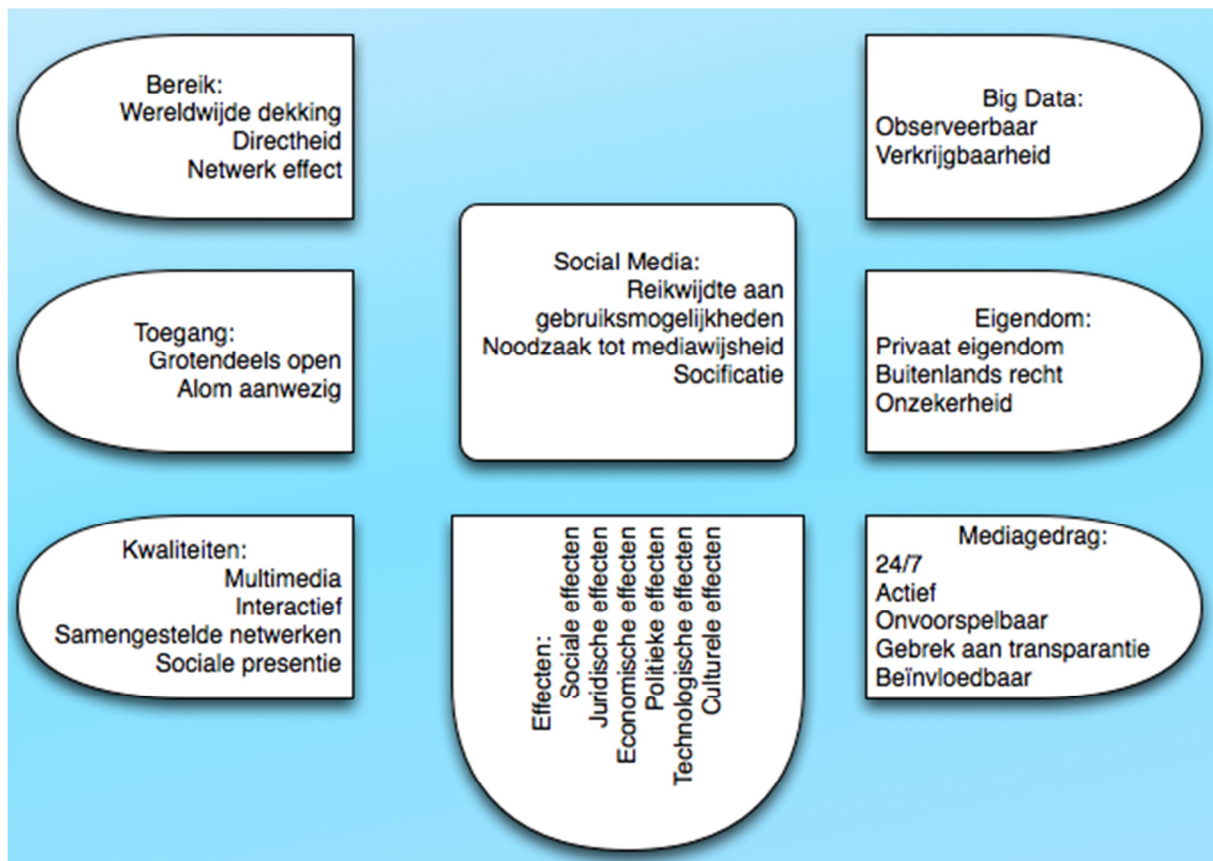 Bereik:
Wereldwijde dekking
Directheid
Netwerk effect
Toegang:
Grotendeels open
Alom aanwezig
Kwaliteiten:
Multimedia
Interactief
Samengestelde netwerken
Sociale presentie
Social Media:
Reikwijdte aan
gebruiksmogelijkheden
Noodzaak tot mediawijsheid
Socificatie
Effecten:
Sociale effecten
Juridische effecten
Economische effecten
Politieke effecten
Technologische effecten
Culturele effecten
Big Data:
Observeerbaar
Verkrijgbaarheid
Eigendom:
Privaat eigendom
Buitenlands recht
Onzekerheid
Mediagedrag:
24/7
Actief
Onvoorspelbaar
Gebrek aan transparantie
Beïnvloedbaar